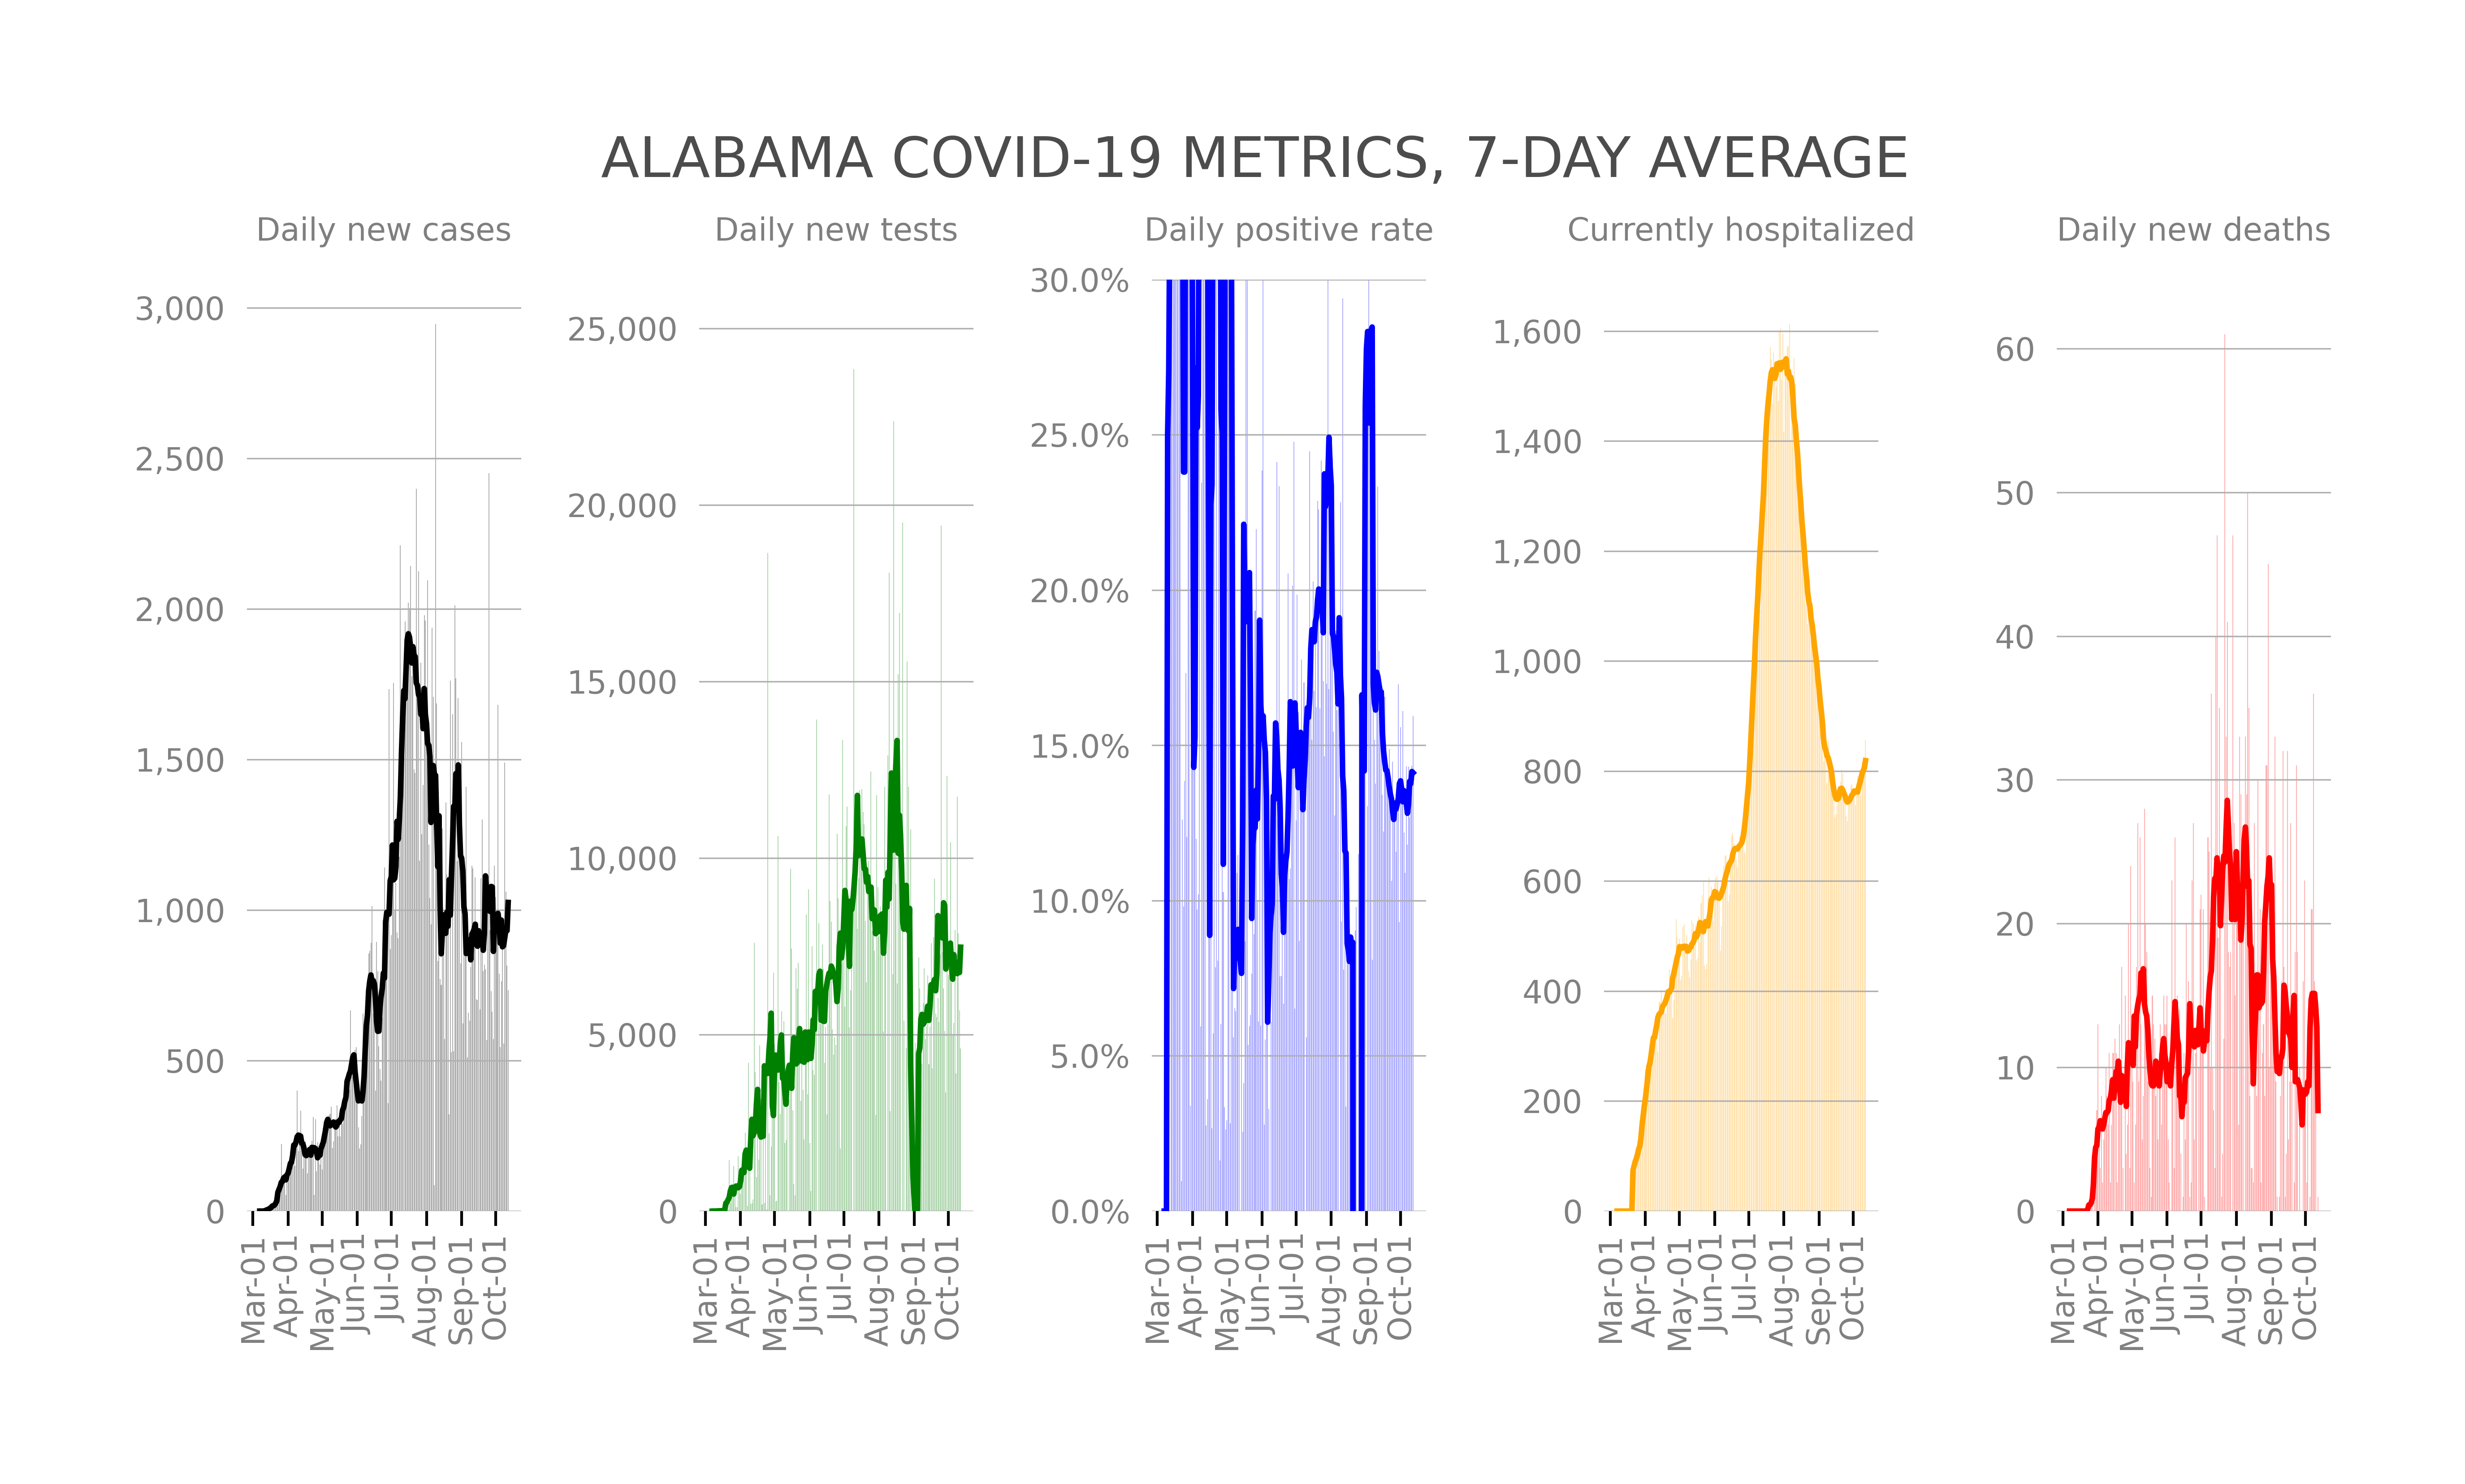 ALABAMA COVID-19 METRICS, 7-DAY AVERAGE
Daily new cases
3,000
2,500
2,000
1,500
1,000
500
0
Mar-01
Apr-01
May-01
Jun-01
Jul-01
Aug-01
Sep-01
Oct-01
Daily new tests
25,000
20,000
15,000
10,000
5,000
0
Mar-01
Apr-01
May-01
Jun-01
Jul-01
Aug-01
Sep-01
Oct-01
Daily positive rate
30.0%
25.0%
20.0%
15.0%
10.0%
5.0%
0.0%
Mar-01
Apr-01
May-01
Jun-01
Jul-01
Aug-01
Sep-01
Oct-01
Currently hospitalized
1,600
1,400
1,200
1,000
800
600
400
200
0
Mar-01
Apr-01
May-01
Jun-01
Jul-01
Aug-01
Sep-01
Oct-01
Daily new deaths
60
50
40
30
20
10
0
Mar-01
Apr-01
May-01
Jun-01
Jul-01
Aug-01
Sep-01
Oct-01